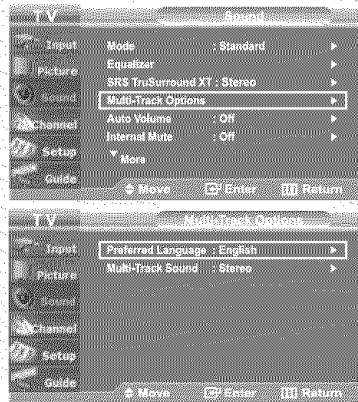 TV Sound
Input
Picture
Sound
Channel
Setup
Guide
Mode : Standard
Equalizer
SRS TruSurround XT : Stereo
Multi-Track Options
Auto Volume : Off
Internal Mute : Off
More
Move Enter Return
TV Multi-Track Options
Input
Picture
Sound
Channel
Setup
Guide
Preferred Language : English
Multi-Track Sound : Stereo
Move Enter Return